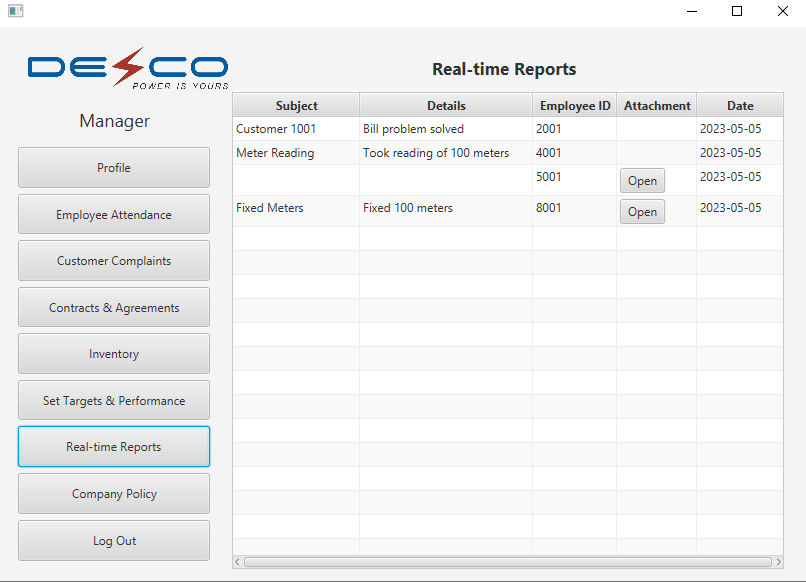 DESCO
POWER IS YOURS
Manager
Profile
Employee Attendance
Customer Complaints
Contracts & Agreements
Inventory
Set Targets & Performance
Real-time Reports
Company Policy
Log Out
Real-time Reports
Subject Details Employee ID Attachment Date
Customer 1001 Bill problem solved 2001 2023-05-05
Meter Reading Took reading of 100 meters 4001 2023-05-05
5001 Open 2023-05-05
Fixed Meters Fixed 100 meters 8001 Open 2023-05-05